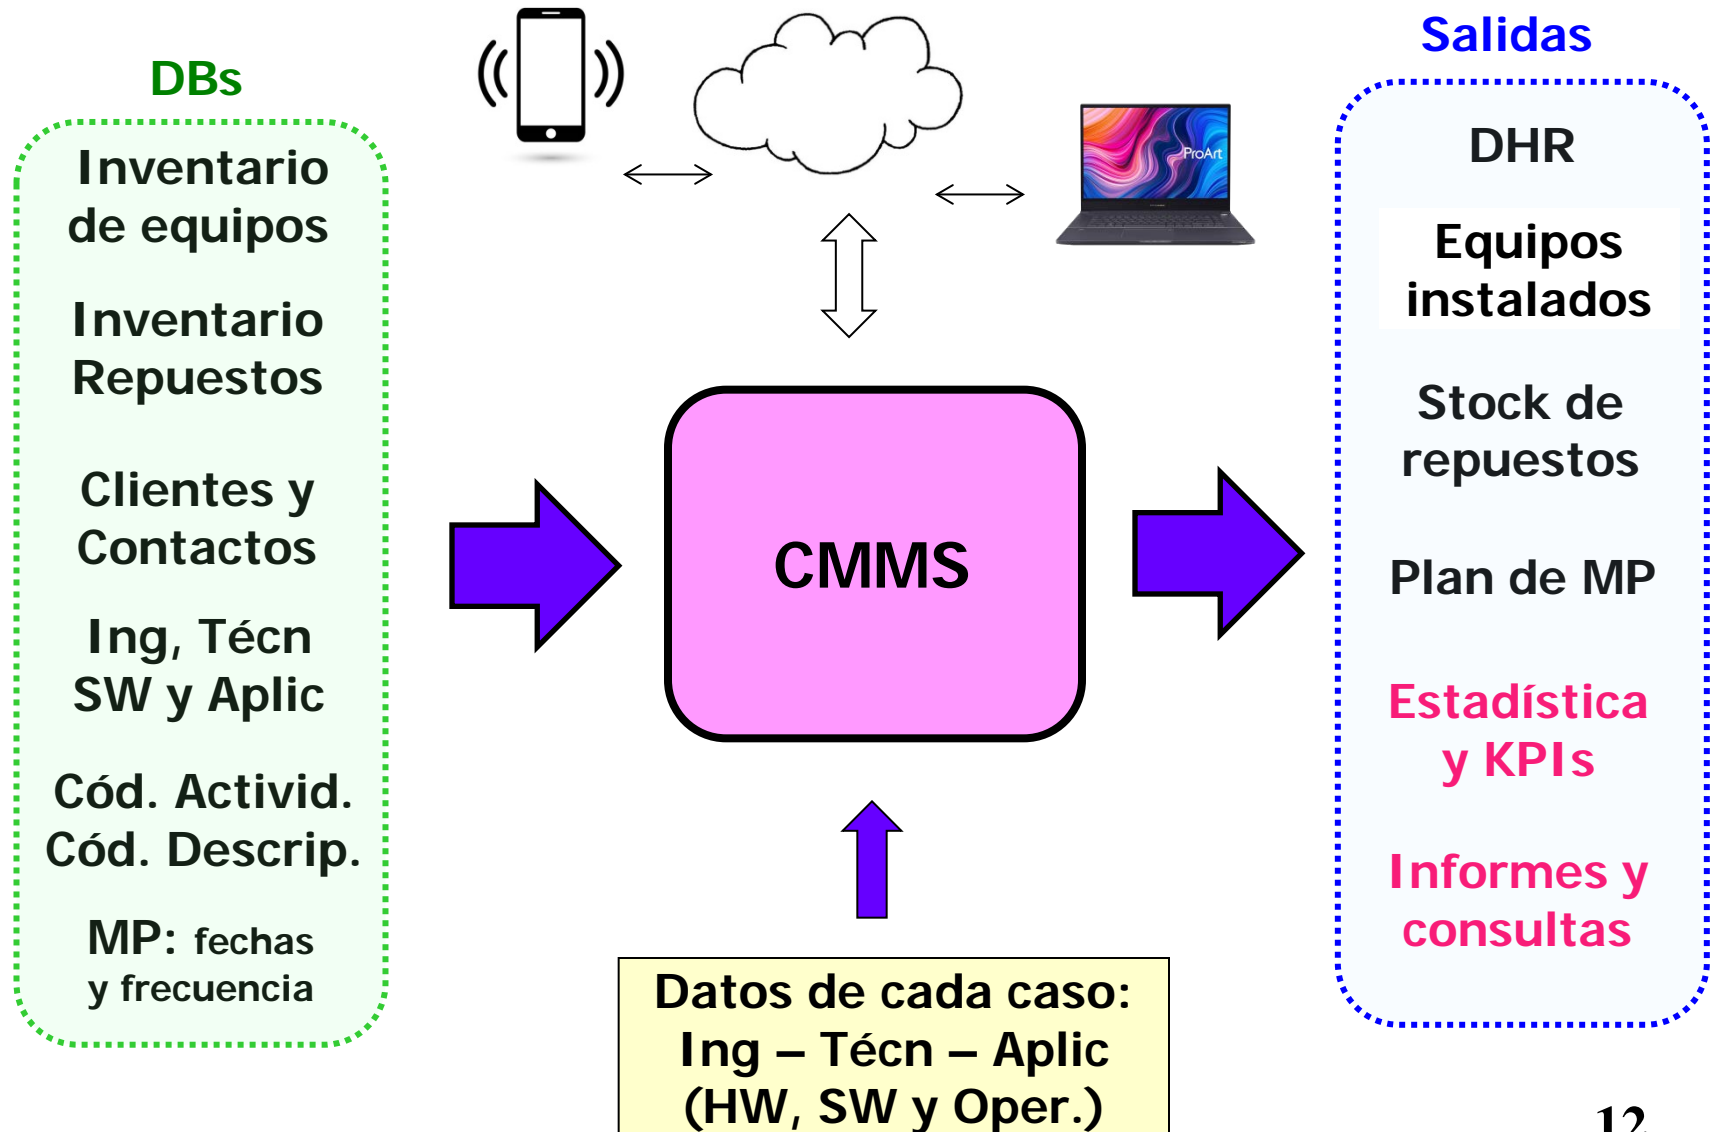 DBs
Inventario
de equipos
Inventario
Repuestos
Clientes y
Contactos
Ing, Técn
SW y Aplic
Cód. Activid.
Cód. Descrip.
MP: fechas
y frecuencia
ProArt
CMMS
Datos de cada caso:
Ing – Técn – Aplic
(HW, SW y Oper.)
Salidas
DHR
Equipos
instalados
Stock de
repuestos
Plan de MP
Estadística
y KPIs
Informes y
consultas
12